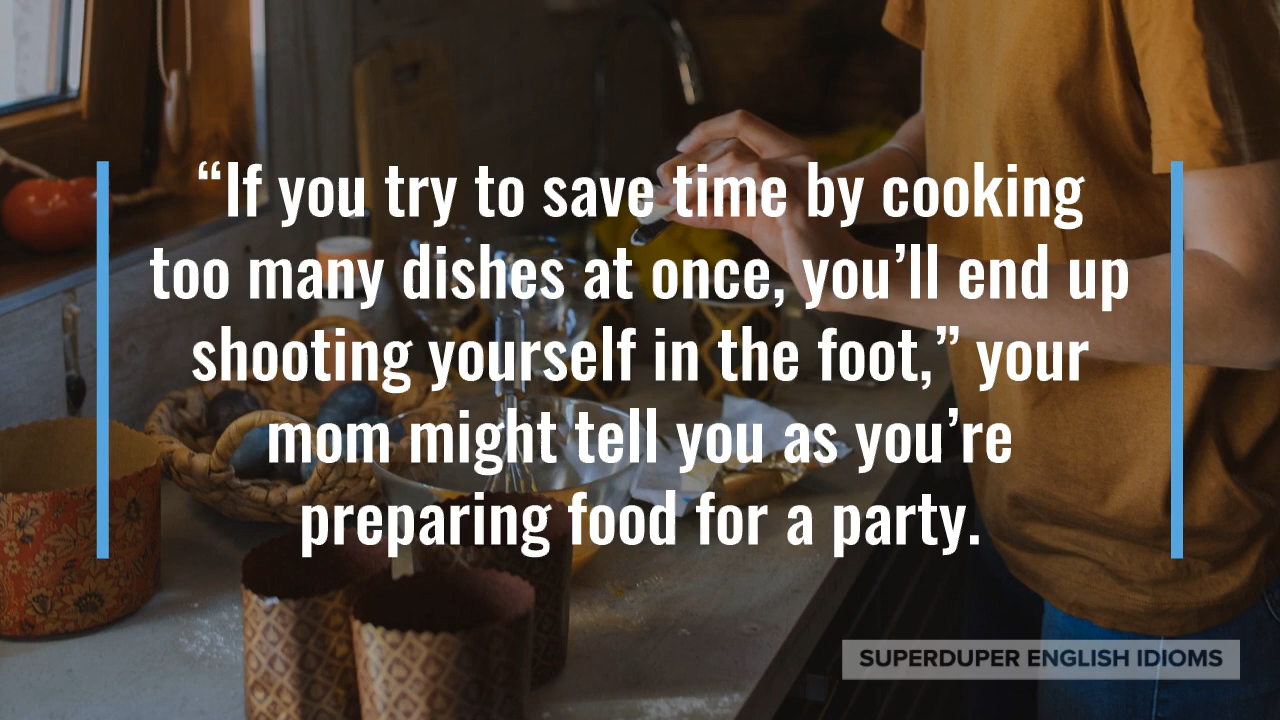 “If you try to save time by cooking
too many dishes at once, you’ll end up
shooting yourself in the foot,” your
mom might tell you as you’re
preparing food for a party.
SUPERDUPER ENGLISH IDIOMS